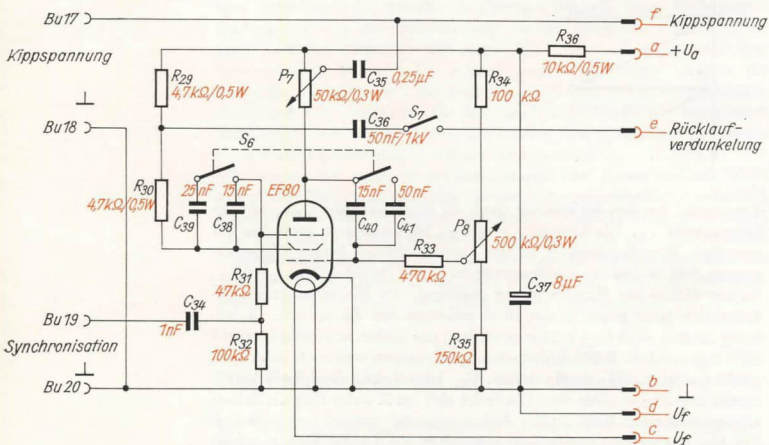 Bu17
Kippspannung
⊥
Bu18
Bu19
Synchronisation
⊥
Bu20
R29
4,7kΩ/0,5W
R30
4,7kΩ/0,5W
S6
25nF
15nF
C39
C38
EF80
P7
50kΩ/0,3W
C35
0,25µF
C36
50nF/1kV
S7
15nF
50nF
C40
C41
R31
47kΩ
C34
1nF
R32
100kΩ
R33
470kΩ
R34
100 kΩ
P8
500 kΩ/0,3W
R35
150kΩ
C37
8µF
R36
10kΩ/0,5W
f Kippspannung
a +Ua
e Rücklauf-
verdunkelung
b ⊥
d Uf
c Uf